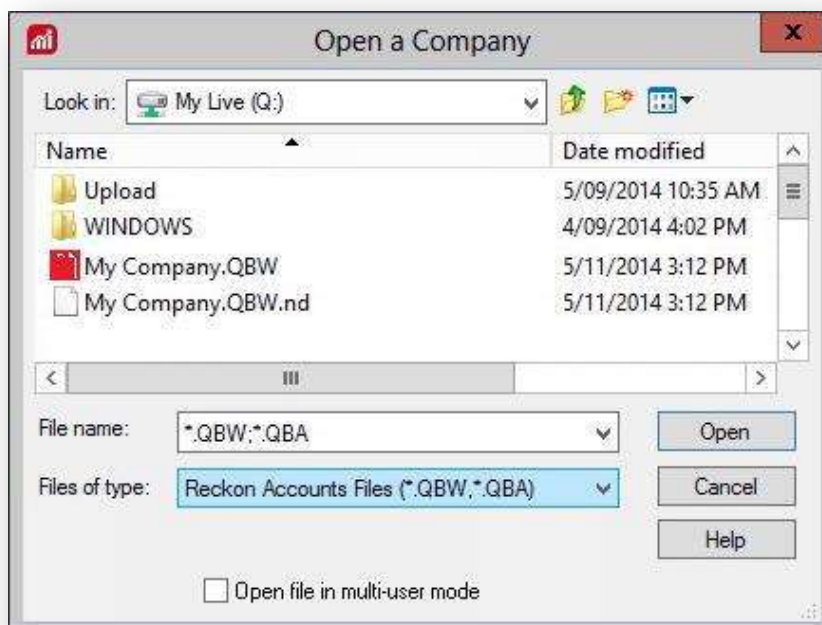 Open a Company
x
Look in: My Live (Q:)
Name Date modified
Upload 5/09/2014 10:35 AM
WINDOWS 4/09/2014 4:02 PM
My Company.QBW 5/11/2014 3:12 PM
My Company.QBW.nd 5/11/2014 3:12 PM
File name: *.QBW;*.QBA Open
Files of type: Reckon Accounts Files (*.QBW,*.QBA) Cancel
Help
Open file in multi-user mode